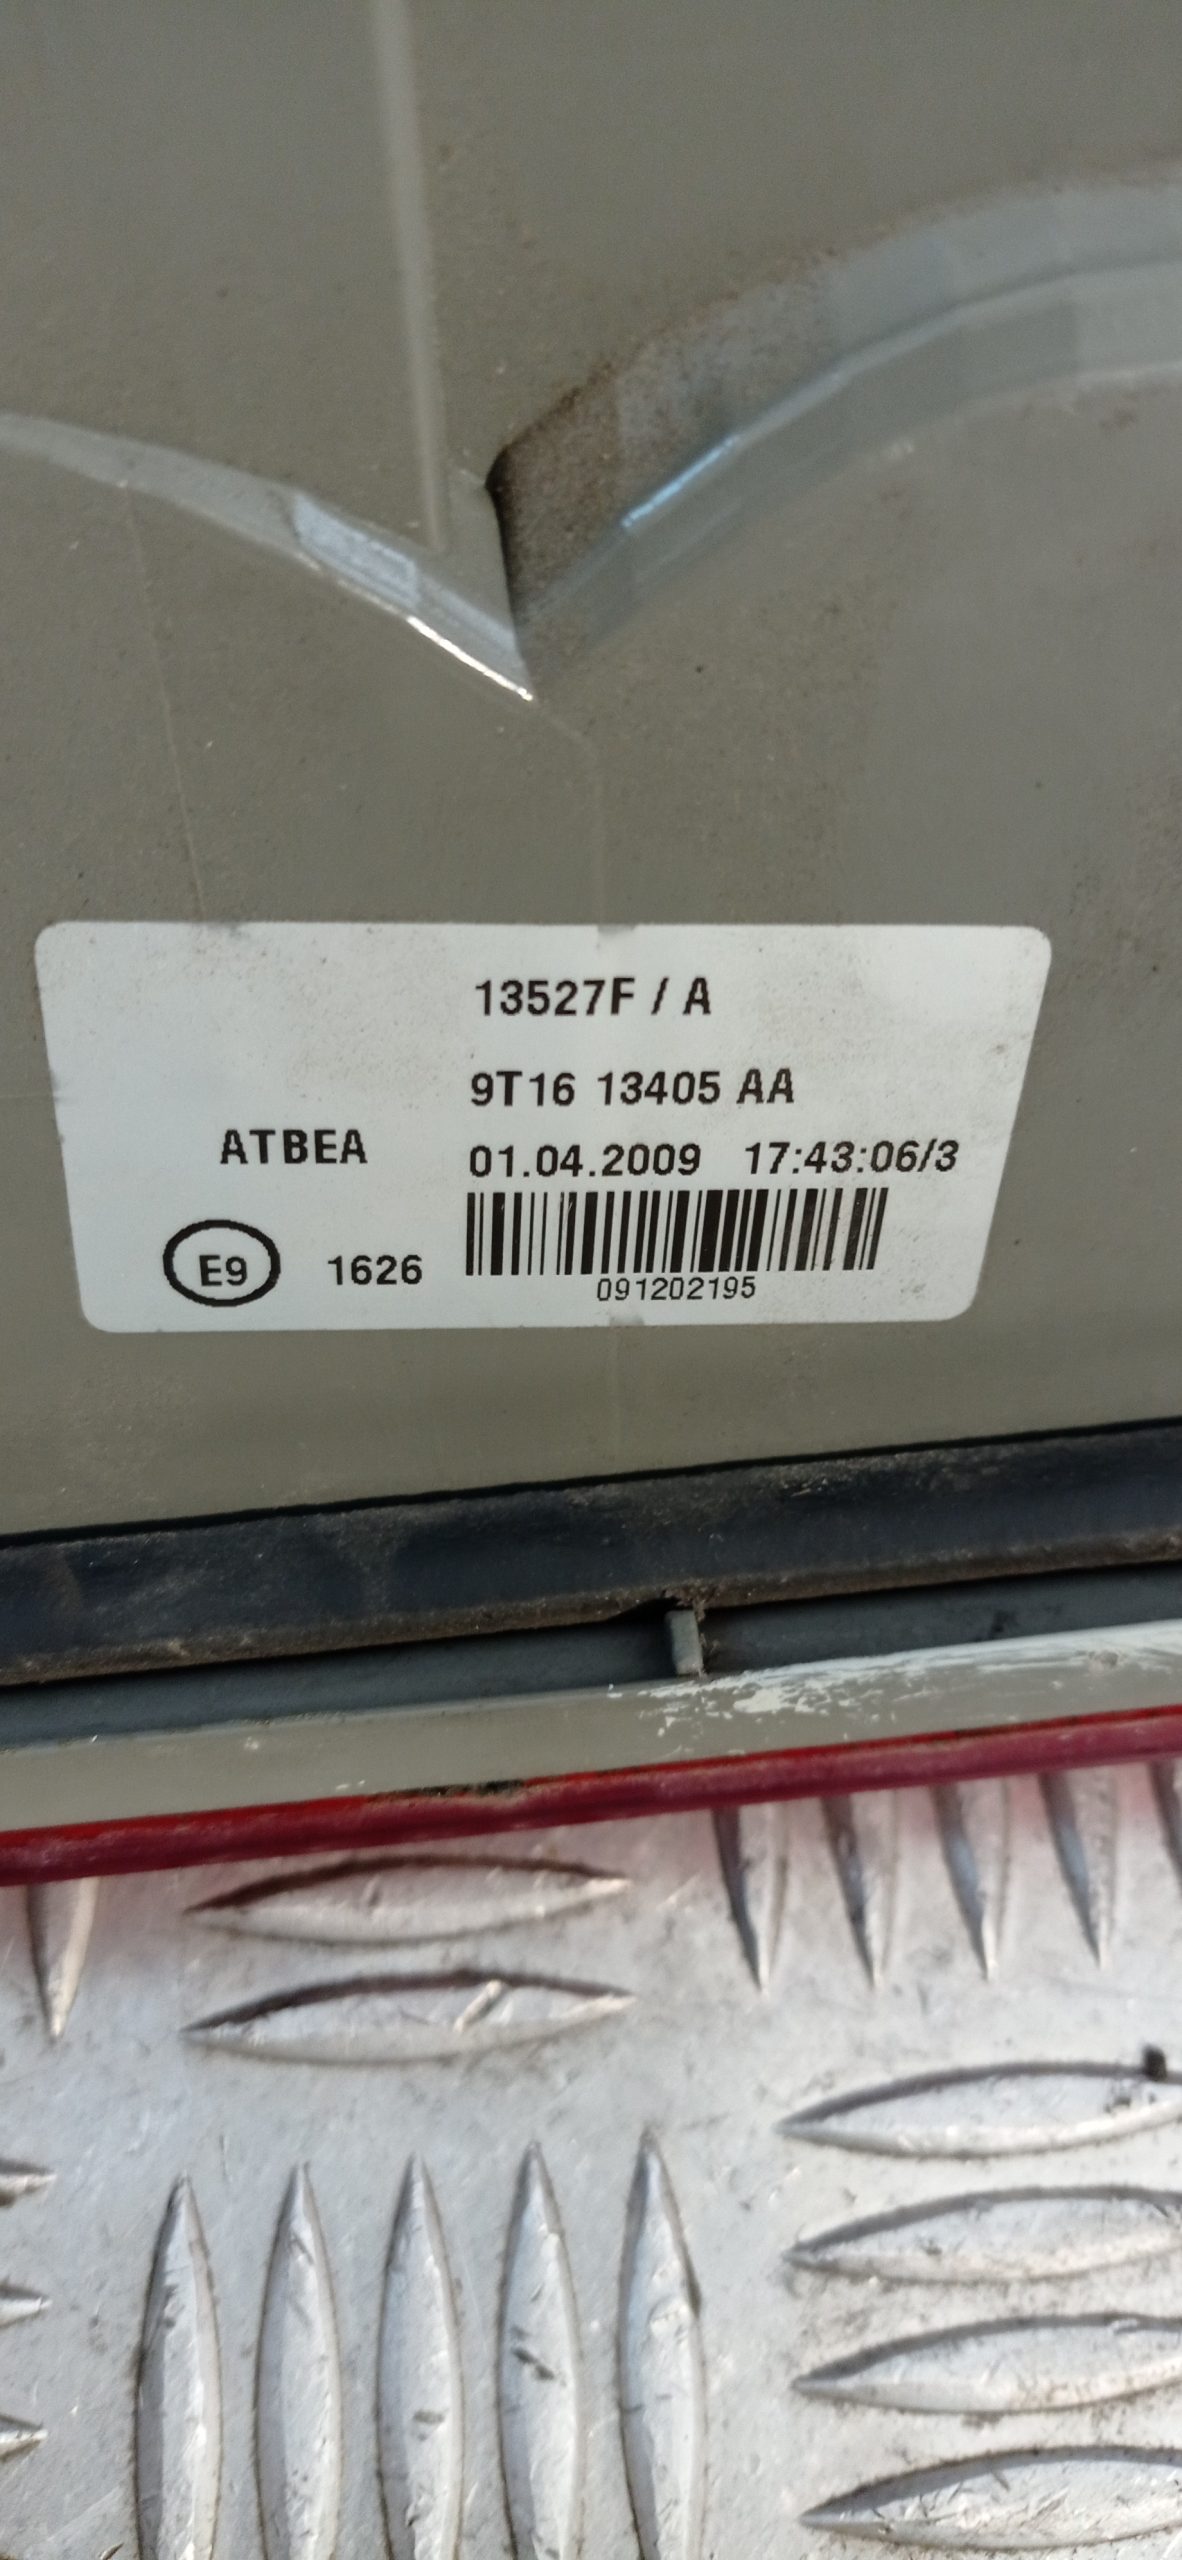 13527F / A
9T16 13405 AA
ATBEA
01.04.2009 17:43:06/3
E9 1626
091202195